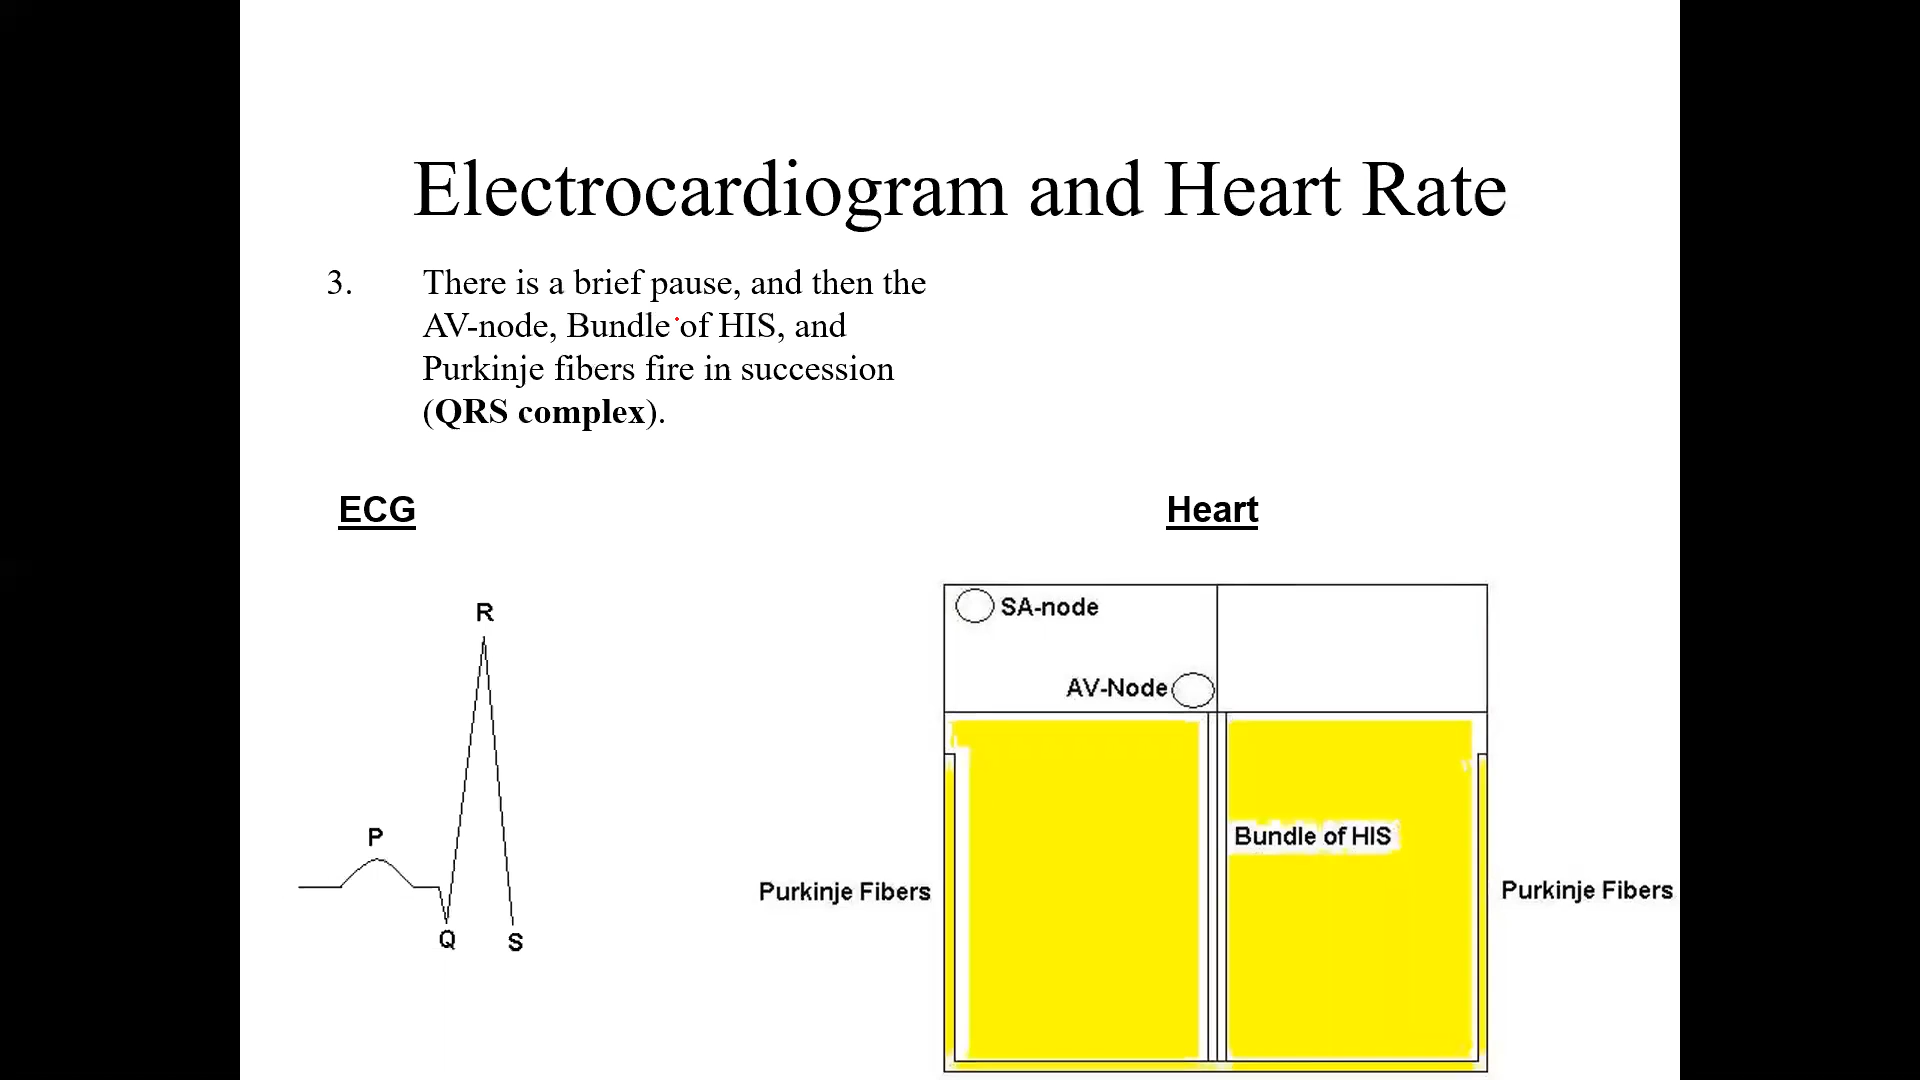 Electrocardiogram and Heart Rate
3. There is a brief pause, and then the
AV-node, Bundle of HIS, and
Purkinje fibers fire in succession
(QRS complex).
ECG
Heart
R
P
Q
S
SA-node
AV-Node
Bundle of HIS
Purkinje Fibers
Purkinje Fibers